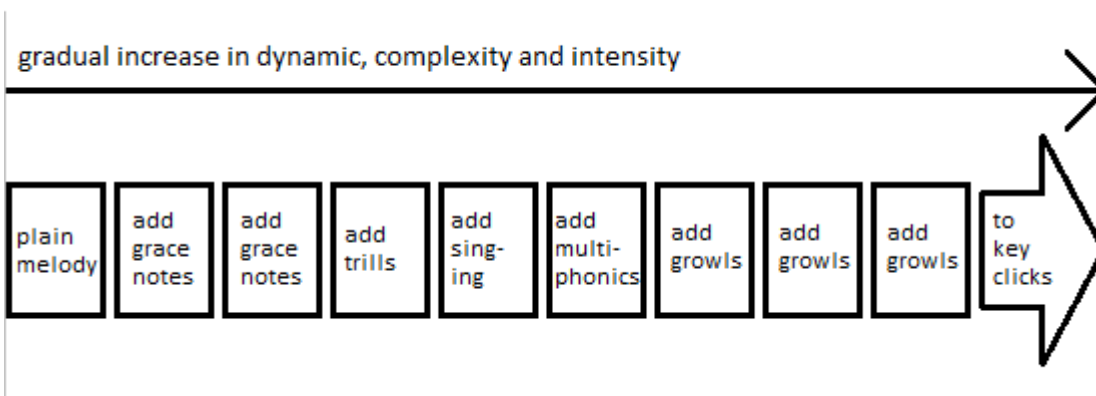 gradual increase in dynamic, complexity and intensity
plain
melody
add
grace
notes
add
grace
notes
add
trills
add
sing-
ing
add
multi-
phonics
add
growls
add
growls
add
growls
to
key
clicks